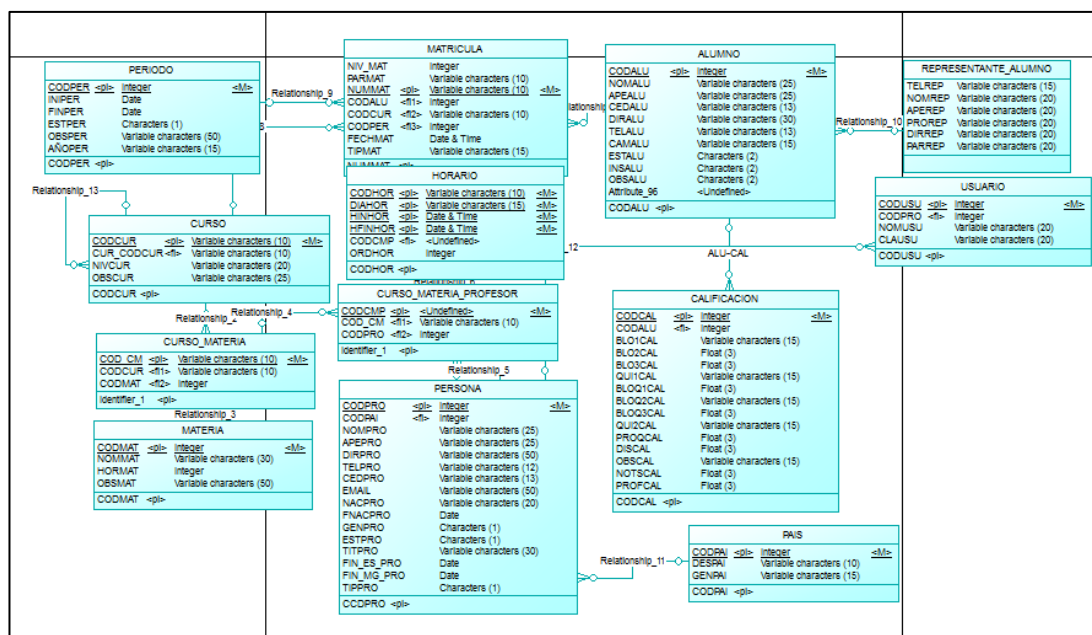 PERIODO
CODPER <pi> Integer <M>
INIPER Date
FINPER Date
ESTPER Characters (1)
OBSPER Variable characters (50)
AÑOPER Variable characters (15)
CODPER <pi>
Relationship_9
8
MATRICULA
NIV_MAT Integer
PARMAT Variable characters (10)
NUMMAT <pi> Variable characters (10) <M>
CODALU <fi1> Integer
CODCUR <fi2> Variable characters (10)
CODPER <fi3> Integer
FECHMAT Date & Time
TIPMAT Variable characters (15)
NUMMAT <pi>
Relationship
ALUMNO
CODALU <pi> Integer <M>
NOMALU Variable characters (25)
APEALU Variable characters (25)
CEDALU Variable characters (13)
DIRALU Variable characters (30)
TELALU Variable characters (13)
CAMALU Variable characters (15)
ESTALU Characters (2)
INSALU Characters (2)
OBSALU Characters (2)
Attribute_96 <Undefined>
CODALU <pi>
Relationship_10
REPRESENTANTE_ALUMNO
TELREP Variable characters (15)
NOMREP Variable characters (20)
APEREP Variable characters (20)
PROREP Variable characters (20)
DIRREP Variable characters (20)
PARREP Variable characters (20)
HORARIO
CODHOR <pi> Variable characters (10) <M>
DIAHOR <pi> Variable characters (15) <M>
HINHOR <pi> Date & Time <M>
HFINHOR <pi> Date & Time <M>
CODCMP <fi> <Undefined>
ORDHOR Integer
CODHOR <pi>
USUARIO
CODUSU <pi> Integer <M>
CODPRO <fi> Integer
NOMUSU Variable characters (20)
CLAUSU Variable characters (20)
CODUSU <pi>
Relationship_13
CURSO
CODCUR <pi> Variable characters (10) <M>
CUR_CODCUR <fi> Variable characters (10)
NIVCUR Variable characters (20)
OBSCUR Variable characters (25)
CODCUR <pi>
_12
ALU-CAL
Relationship_2
Relationship_4
CURSO_MATERIA_PROFESOR
CODCMP <pi> <Undefined> <M>
COD_CM <fi1> Variable characters (10)
CODPRO <fi2> Integer
Identifier_1 <pi>
CALIFICACION
CODCAL <pi> Integer <M>
CODALU <fi> Integer
BLO1CAL Variable characters (15)
BLO2CAL Float (3)
BLO3CAL Float (3)
QUI1CAL Variable characters (15)
BLOQ1CAL Float (3)
BLOQ2CAL Variable characters (15)
BLOQ3CAL Float (3)
QUI2CAL Variable characters (15)
PROQCAL Float (3)
DISCAL Float (3)
OBSCAL Variable characters (15)
NOTSCAL Float (3)
PROFCAL Float (3)
CODCAL <pi>
CURSO_MATERIA
COD_CM <pi> Variable characters (10) <M>
CODCUR <fi1> Variable characters (10)
CODMAT <fi2> Integer
Identifier_1 <pi>
Relationship_3
Relationship_5
MATERIA
CODMAT <pi> Integer <M>
NOMMAT Variable characters (30)
HORMAT Integer
OBSMAT Variable characters (50)
CODMAT <pi>
PERSONA
CODPRO <pi> Integer <M>
CODPAI <fi> Integer
NOMPRO Variable characters (25)
APEPRO Variable characters (25)
DIRPRO Variable characters (50)
TELPRO Variable characters (12)
CEDPRO Variable characters (13)
EMAIL Variable characters (50)
NACPRO Variable characters (20)
FNACPRO Date
GENPRO Characters (1)
ESTPRO Characters (1)
TITPRO Variable characters (30)
FIN_ES_PRO Date
FIN_MG_PRO Date
TIPPRO Characters (1)
CCDPRO <pi>
Relationship_11
PAIS
CODPAI <pi> Integer <M>
DESPAI Variable characters (10)
GENPAI Variable characters (15)
CODPAI <pi>